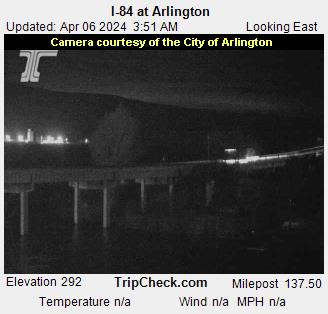 I-84 at Arlington
Updated: Apr 06 2024 3:51 AM Looking East
Camera courtesy of the City of Arlington
Elevation 292 TripCheck.com Milepost 137.50
Temperature n/a Wind n/a MPH n/a